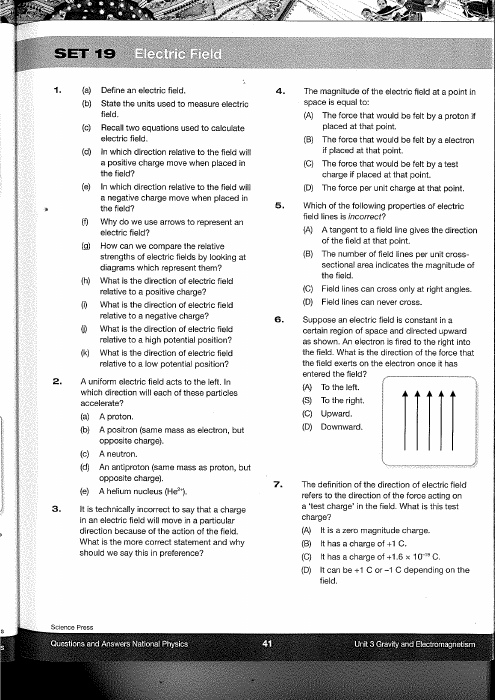 SET 19 Electric Field
1. (a) Define an electric field.
(b) State the units used to measure electric
field.
(c) Recall two equations used to calculate
electric field.
(d) In which direction relative to the field will
a positive charge move when placed in
the field?
(e) In which direction relative to the field will
a negative charge move when placed in
the field?
(f) Why do we use arrows to represent an
electric field?
(g) How can we compare the relative
strengths of electric fields by looking at
diagrams which represent them?
(h) What is the direction of electric field
relative to a positive charge?
(i) What is the direction of electric field
relative to a negative charge?
(j) What is the direction of electric field
relative to a high potential position?
(k) What is the direction of electric field
relative to a low potential position?
2. A uniform electric field acts to the left. In
which direction will each of these particles
accelerate?
(a) A proton.
(b) A positron (same mass as electron, but
opposite charge).
(c) A neutron.
(d) An antiproton (same mass as proton, but
opposite charge).
(e) A helium nucleus (He²⁺).
3. It is technically incorrect to say that a charge
in an electric field will move in a particular
direction because of the action of the field.
What is the more correct statement and why
should we say this in preference?
4. The magnitude of the electric field at a point in
space is equal to:
(A) The force that would be felt by a proton if
placed at that point.
(B) The force that would be felt by a electron
if placed at that point.
(C) The force that would be felt by a test
charge if placed at that point.
(D) The force per unit charge at that point.
5. Which of the following properties of electric
field lines is incorrect?
(A) A tangent to a field line gives the direction
of the field at that point.
(B) The number of field lines per unit cross-
sectional area indicates the magnitude of
the field.
(C) Field lines can cross only at right angles.
(D) Field lines can never cross.
6. Suppose an electric field is constant in a
certain region of space and directed upward
as shown. An electron is fired to the right into
the field. What is the direction of the force that
the field exerts on the electron once it has
entered the field?
(A) To the left.
(S) To the right.
(C) Upward.
(D) Downward.
7. The definition of the direction of electric field
refers to the direction of the force acting on
a 'test charge' in the field. What is this test
charge?
(A) It is a zero magnitude charge.
(B) It has a charge of +1 C.
(C) It has a charge of +1.6 × 10⁻¹⁹ C.
(D) It can be +1 C or −1 C depending on the
field.
Science Press
Questions and Answers National Physics 41 Unit 3 Gravity and Electromagnetism